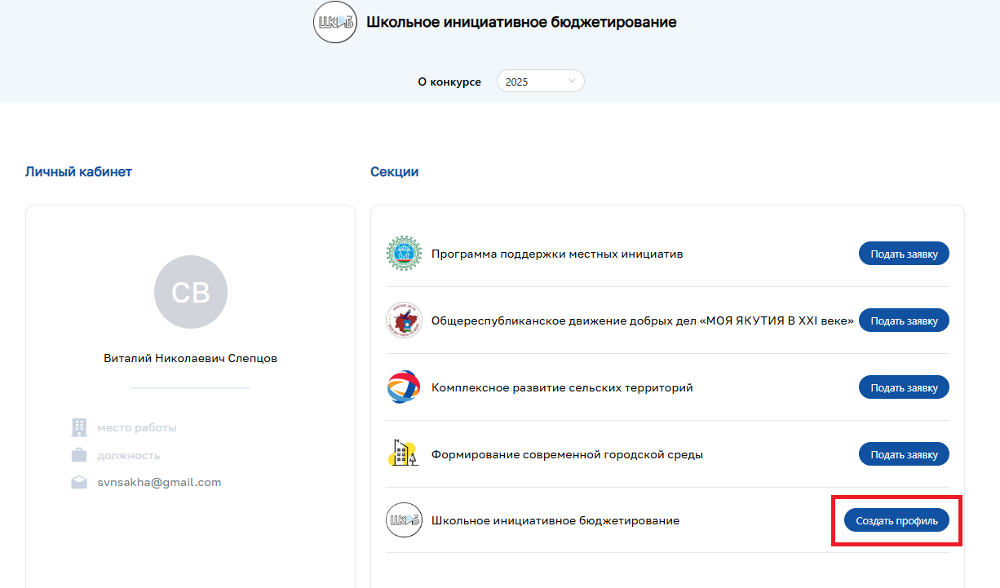 ШКИБ
Школьное инициативное бюджетирование
О конкурсе
2025
Личный кабинет
Секции
СВ
Виталий Николаевич Слепцов
место работы
должность
svnsakha@gmail.com
Программа поддержки местных инициатив
Подать заявку
Общереспубликанское движение добрых дел «МОЯ ЯКУТИЯ В XXI веке»
Подать заявку
Комплексное развитие сельских территорий
Подать заявку
Формирование современной городской среды
Подать заявку
ШКИБ
Школьное инициативное бюджетирование
Создать профиль